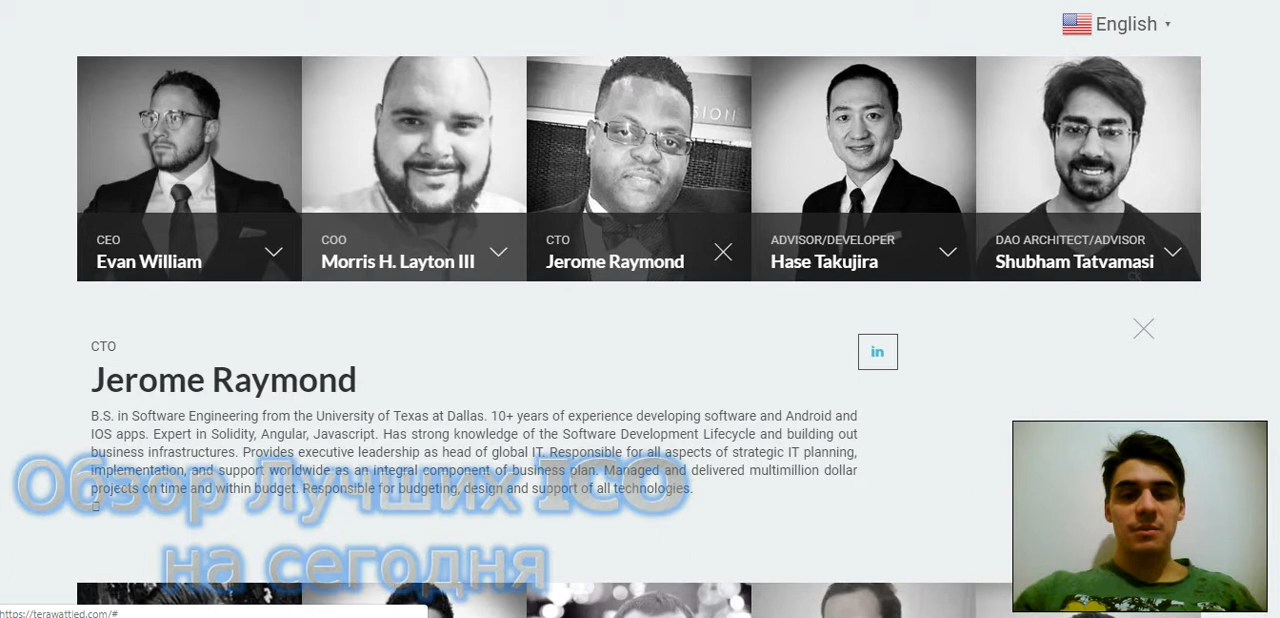 English
CEO
Evan William
COO
Morris H. Layton III
CTO
Jerome Raymond
ADVISOR/DEVELOPER
Hase Takujira
DAO ARCHITECT/ADVISOR
Shubham Tatvamasi
CTO
in
Jerome Raymond
B.S. in Software Engineering from the University of Texas at Dallas. 10+ years of experience developing software and Android and
IOS apps. Expert in Solidity, Angular, Javascript. Has strong knowledge of the Software Development Lifecycle and building out
business infrastructures. Provides executive leadership as head of global IT. Responsible for all aspects of strategic IT planning,
implementation, and support worldwide as an integral component of business plan. Managed and delivered multimillion dollar
projects on time and within budget. Responsible for budgeting, design and support of all technologies.
Обзор лучших ICO
на сегодня
https://terawattled.com/#